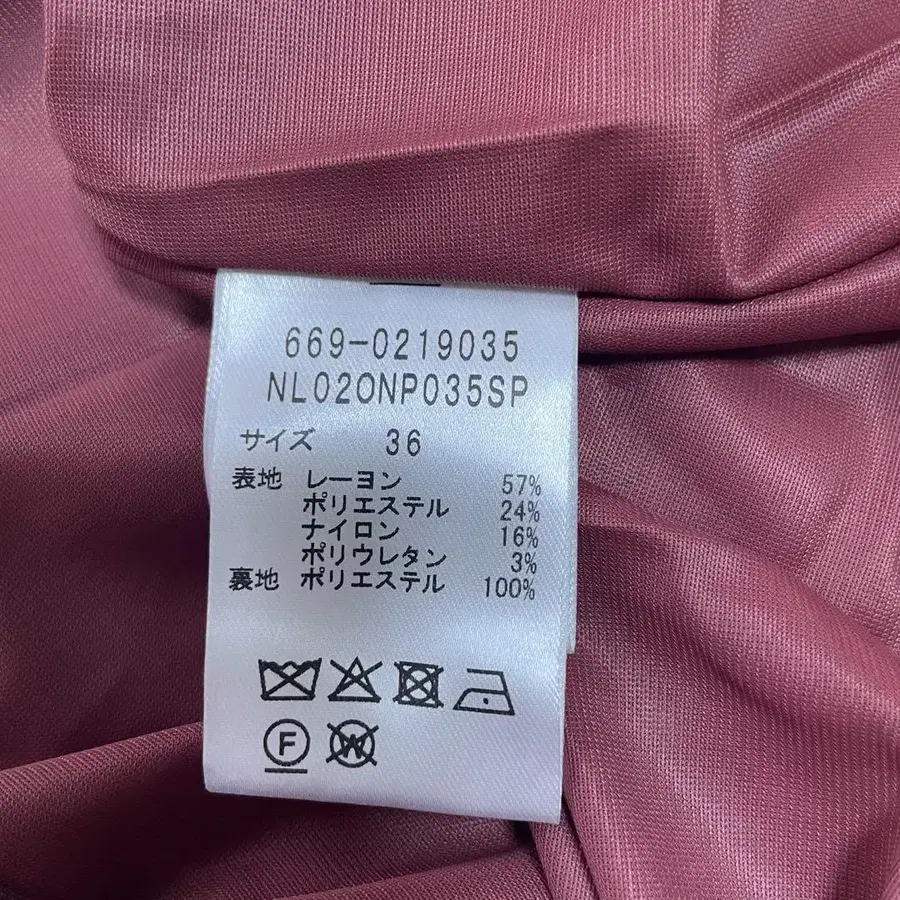 669-0219035
NL020NP035SP
サイズ 36
表地 レーヨン 57%
ポリエステル 24%
ナイロン 16%
ポリウレタン 3%
裏地 ポリエステル 100%
F W